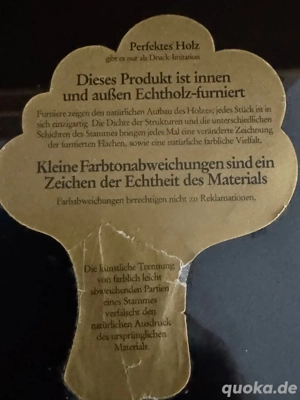 Perfektes Holz
gibt es nur als Druck-Imitation
Dieses Produkt ist innen
und außen Echtholz-furniert
Furniere zeigen den natürlichen Aufbau des Holzes; jedes Stück ist in
sich einzigartig. Die Dichte der Strukturen und die unterschiedlichen
Schichten des Stammes bringen jedes Mal eine veränderte Zeichnung
der furnierten Flächen, sowie eine natürliche farbliche Vielfalt.
Kleine Farbtonabweichungen sind ein
Zeichen der Echtheit des Materials
Farbabweichungen berechtigen nicht zu Reklamationen.
Die künstliche Trennung
von farblich leicht
abweichenden Partien
eines Stammes
verfälscht den
natürlichen Ausdruck
des ursprünglichen
Materials.
quoka.de